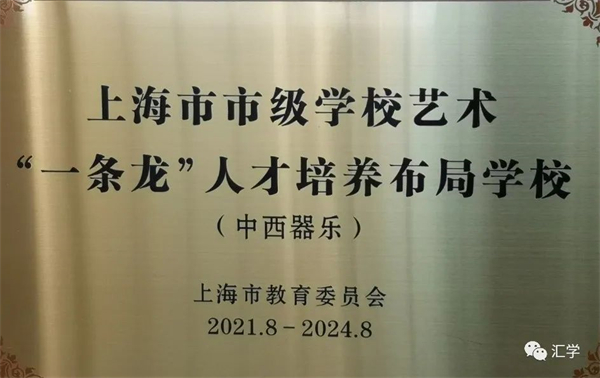 上海市市级学校艺术
“一条龙”人才培养布局学校
（中西器乐）
上海市教育委员会
2021.8－2024.8
汇学